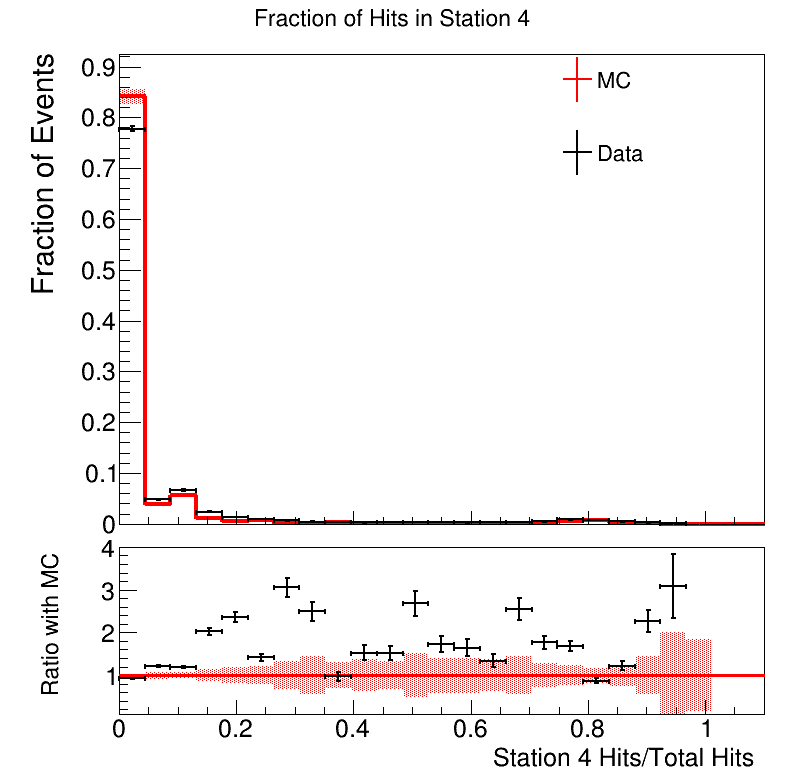 Fraction of Hits in Station 4
Fraction of Events
0.9
0.8
0.7
0.6
0.5
0.4
0.3
0.2
0.1
0
MC
Data
Ratio with MC
4
3
2
1
0 0.2 0.4 0.6 0.8 1
Station 4 Hits/Total Hits